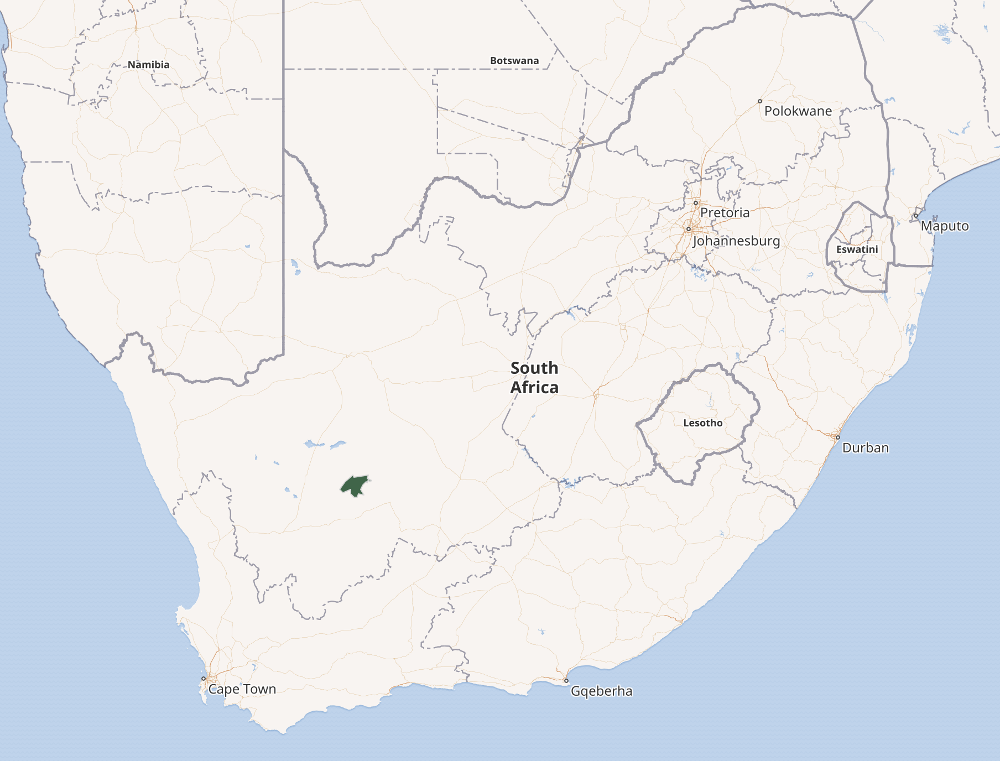 Namibia
Botswana
Polokwane
Pretoria
Maputo
Johannesburg
Eswatini
South
Africa
Lesotho
Durban
Cape Town
Gqeberha